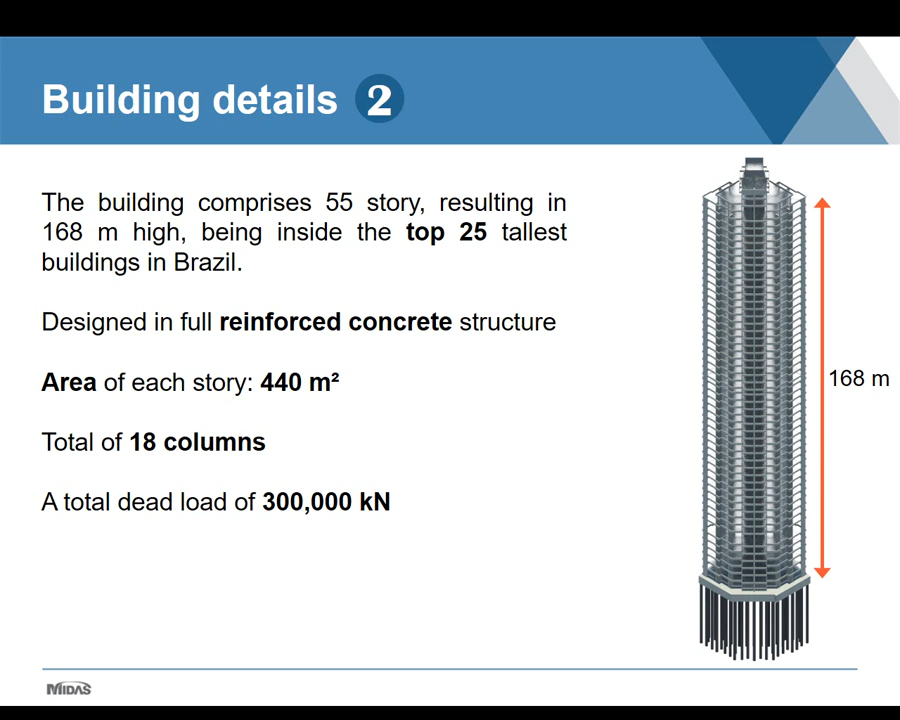 Building details 2
The building comprises 55 story, resulting in
168 m high, being inside the top 25 tallest
buildings in Brazil.
Designed in full reinforced concrete structure
Area of each story: 440 m²
Total of 18 columns
A total dead load of 300,000 kN
168 m
MIDAS